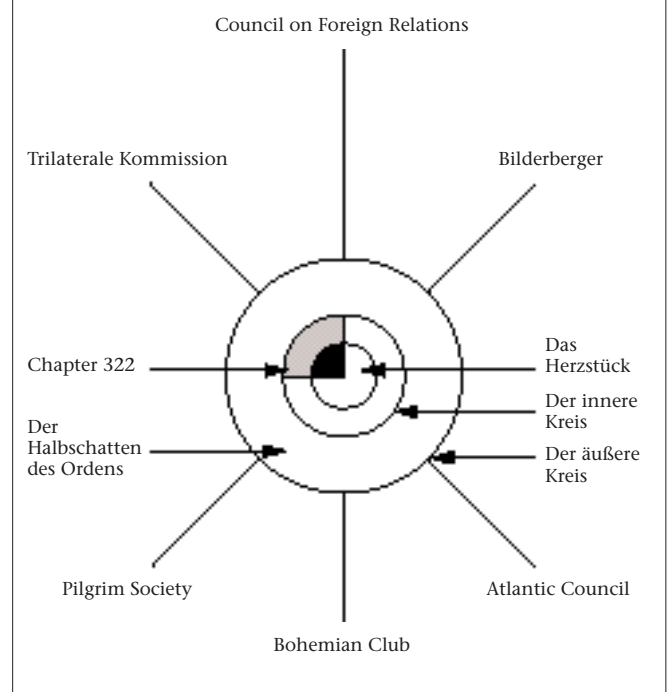 Council on Foreign Relations
Trilaterale Kommission
Bilderberger
Chapter 322
Das
Herzstück
Der innere
Kreis
Der
Halbschatten
des Ordens
Der äußere
Kreis
Pilgrim Society
Atlantic Council
Bohemian Club